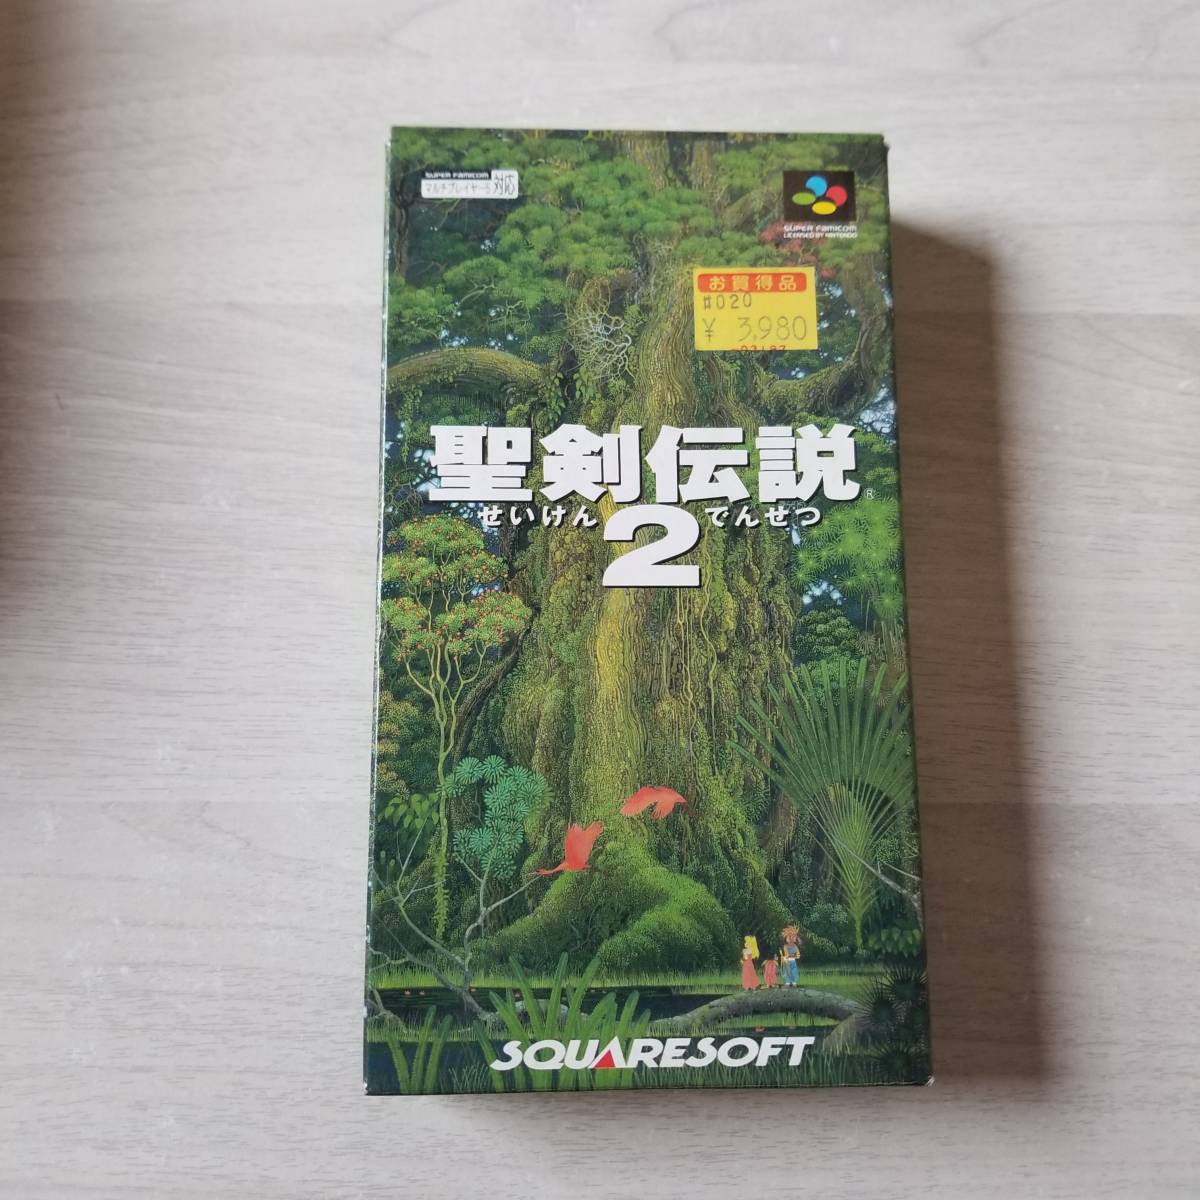 SUPER FAMICOM
マルチプレイヤー5 対応
SUPER FAMICOM
LICENSED BY NINTENDO
お買得品
#020
¥ 3,980
聖剣伝説
®
せいけん でんせつ
2
SQUARESOFT